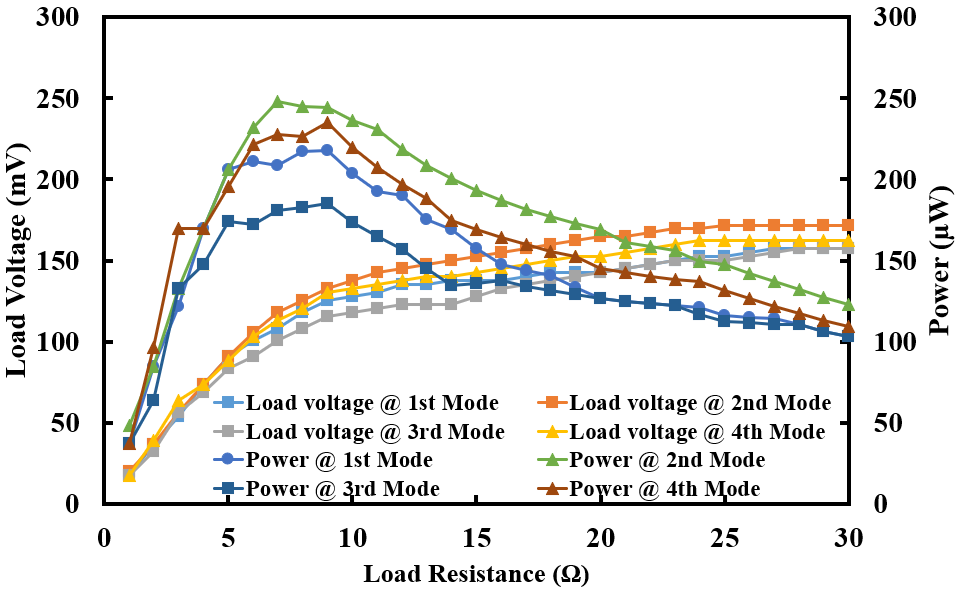 300
250
200
150
100
50
0
Load Voltage (mV)
300
250
200
150
100
50
0
Power (µW)
Load voltage @ 1st Mode
Load voltage @ 2nd Mode
Load voltage @ 3rd Mode
Load voltage @ 4th Mode
Power @ 1st Mode
Power @ 2nd Mode
Power @ 3rd Mode
Power @ 4th Mode
0 5 10 15 20 25 30
Load Resistance (Ω)